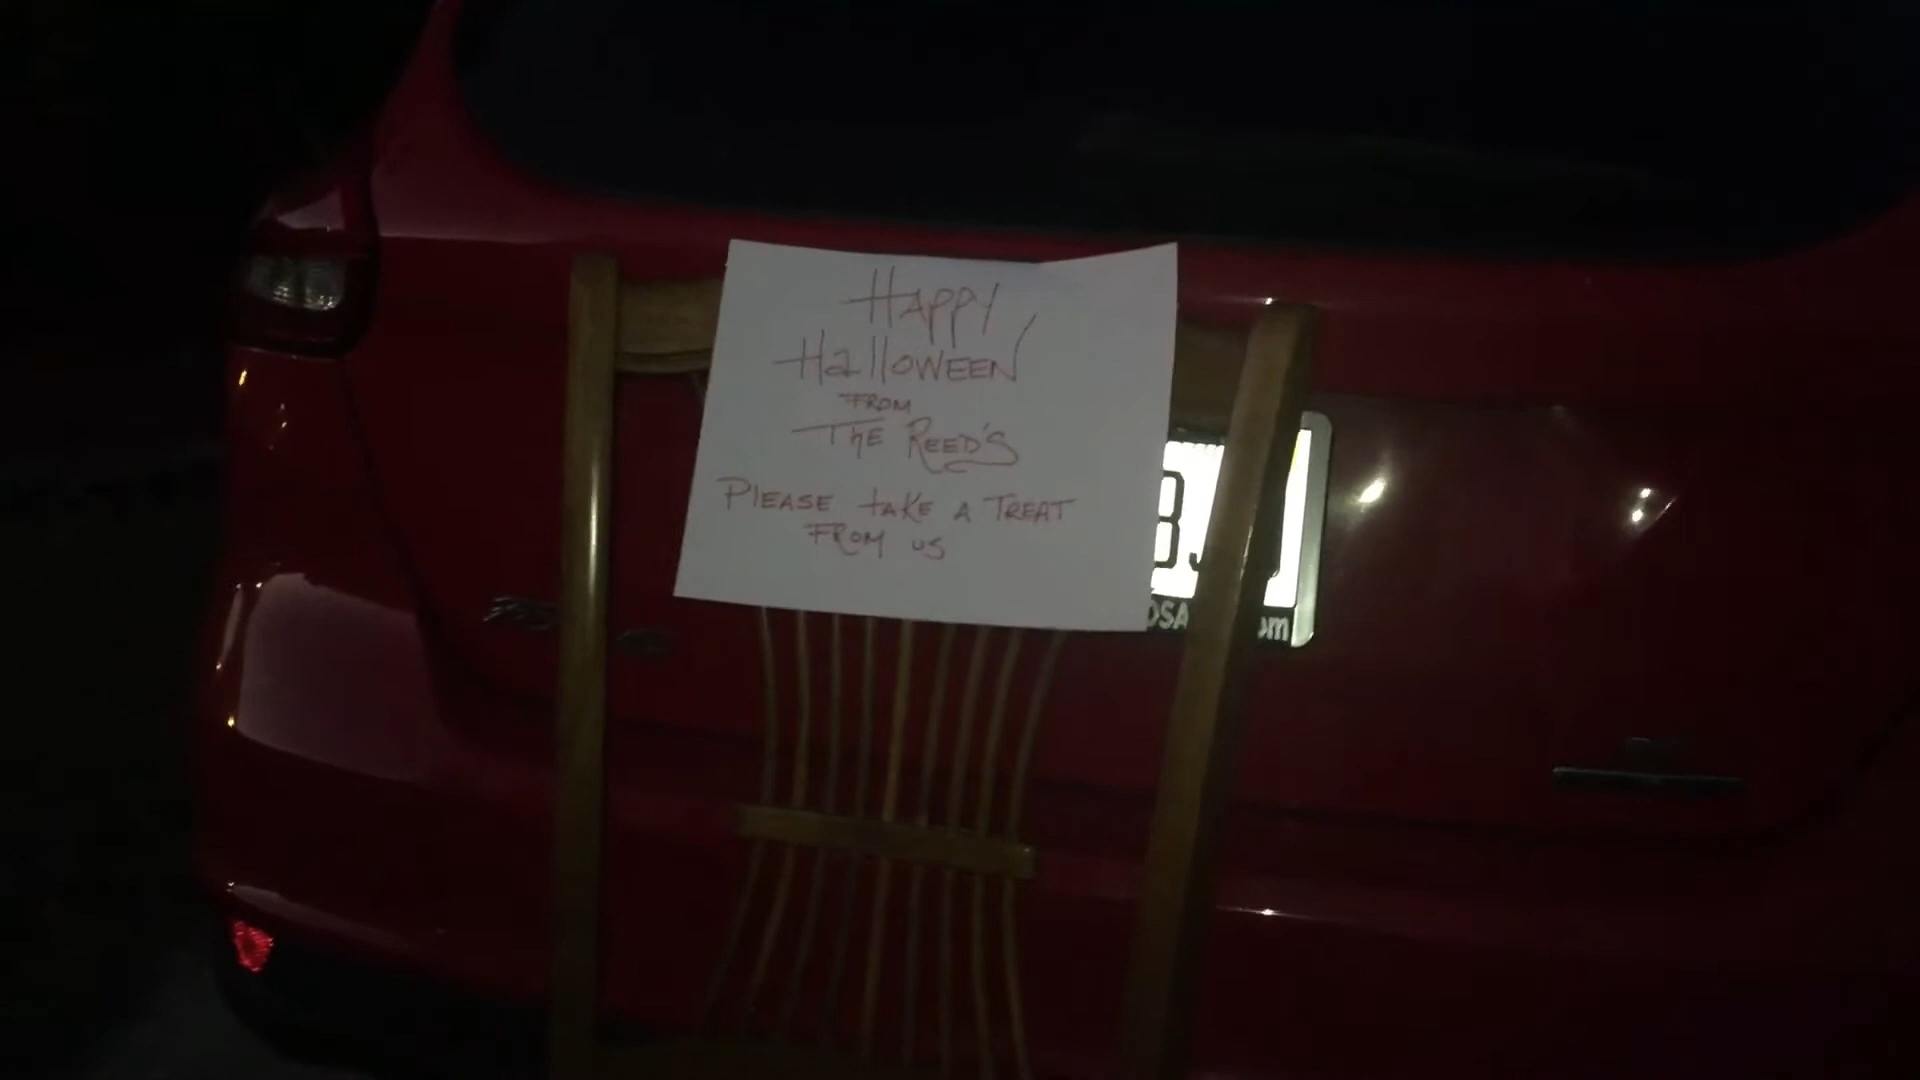 Happy
Halloween
FROM
The REED'S
PLEASE take A TREAT
FROM us